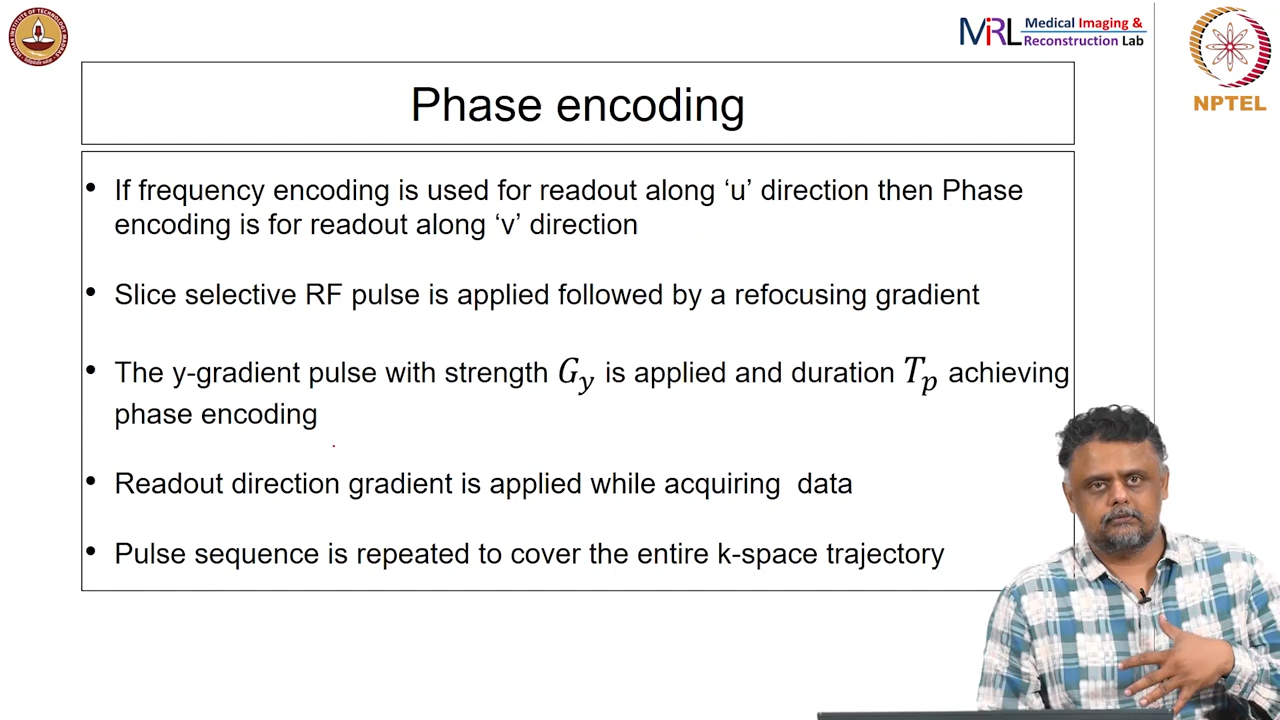 MIRL Medical Imaging &
Reconstruction Lab
NPTEL
Phase encoding
• If frequency encoding is used for readout along ‘u’ direction then Phase
encoding is for readout along ‘v’ direction
• Slice selective RF pulse is applied followed by a refocusing gradient
• The y-gradient pulse with strength G_y is applied and duration T_p achieving
phase encoding
• Readout direction gradient is applied while acquiring data
• Pulse sequence is repeated to cover the entire k-space trajectory